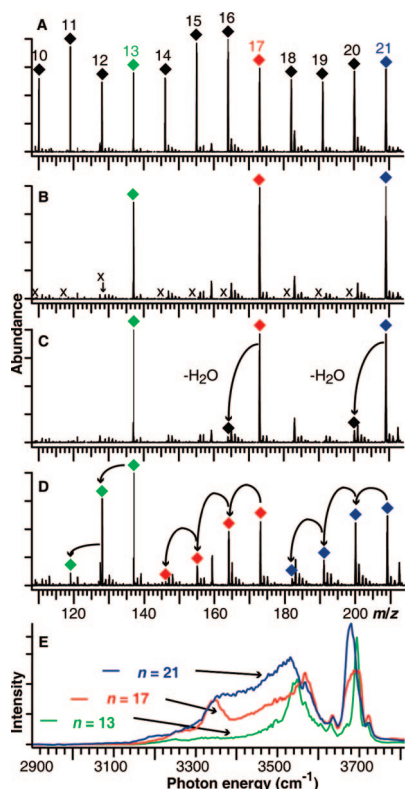 A
10 11 12 13 14 15 16 17 18 19 20 21
B
x x x x x x x x x
C
-H₂O -H₂O
D
Abundance
120 140 160 180 200 m/z
E
n = 21
n = 17
n = 13
Intensity
2900 3100 3300 3500 3700
Photon energy (cm⁻¹)